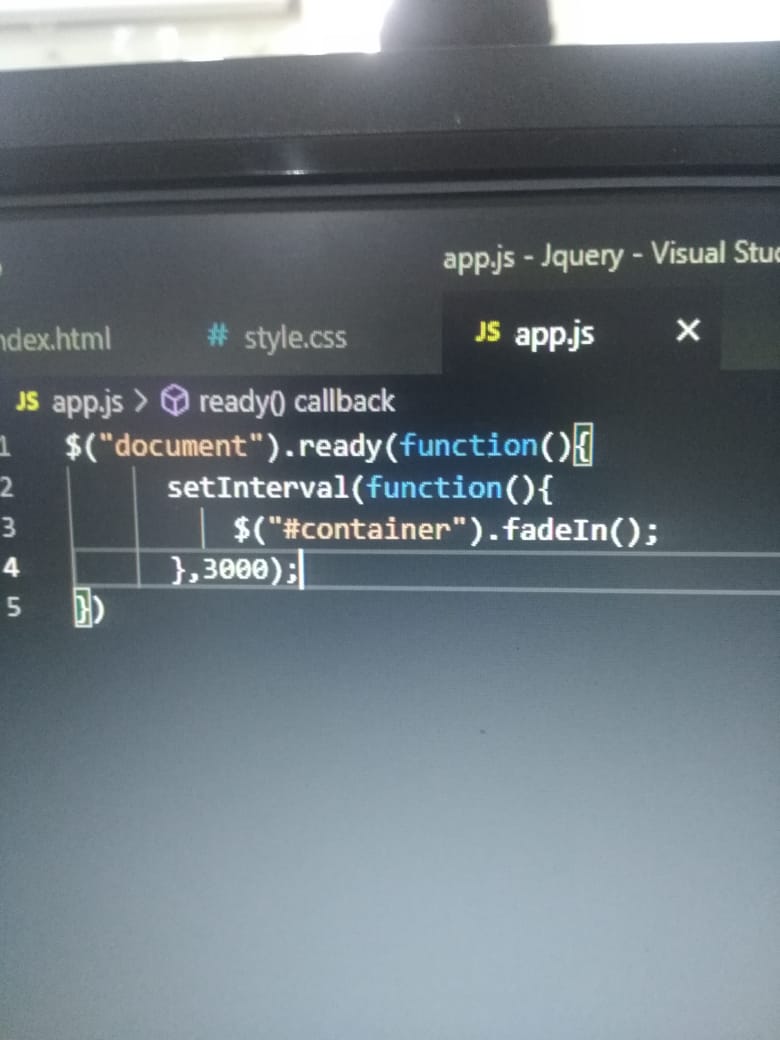 app.js - Jquery - Visual
ndex.html # style.css JS app.js ×
JS app.js > ready() callback
1 $("document").ready(function(){
2 setInterval(function(){
3 $("#container").fadeIn();
4 },3000);
5 })